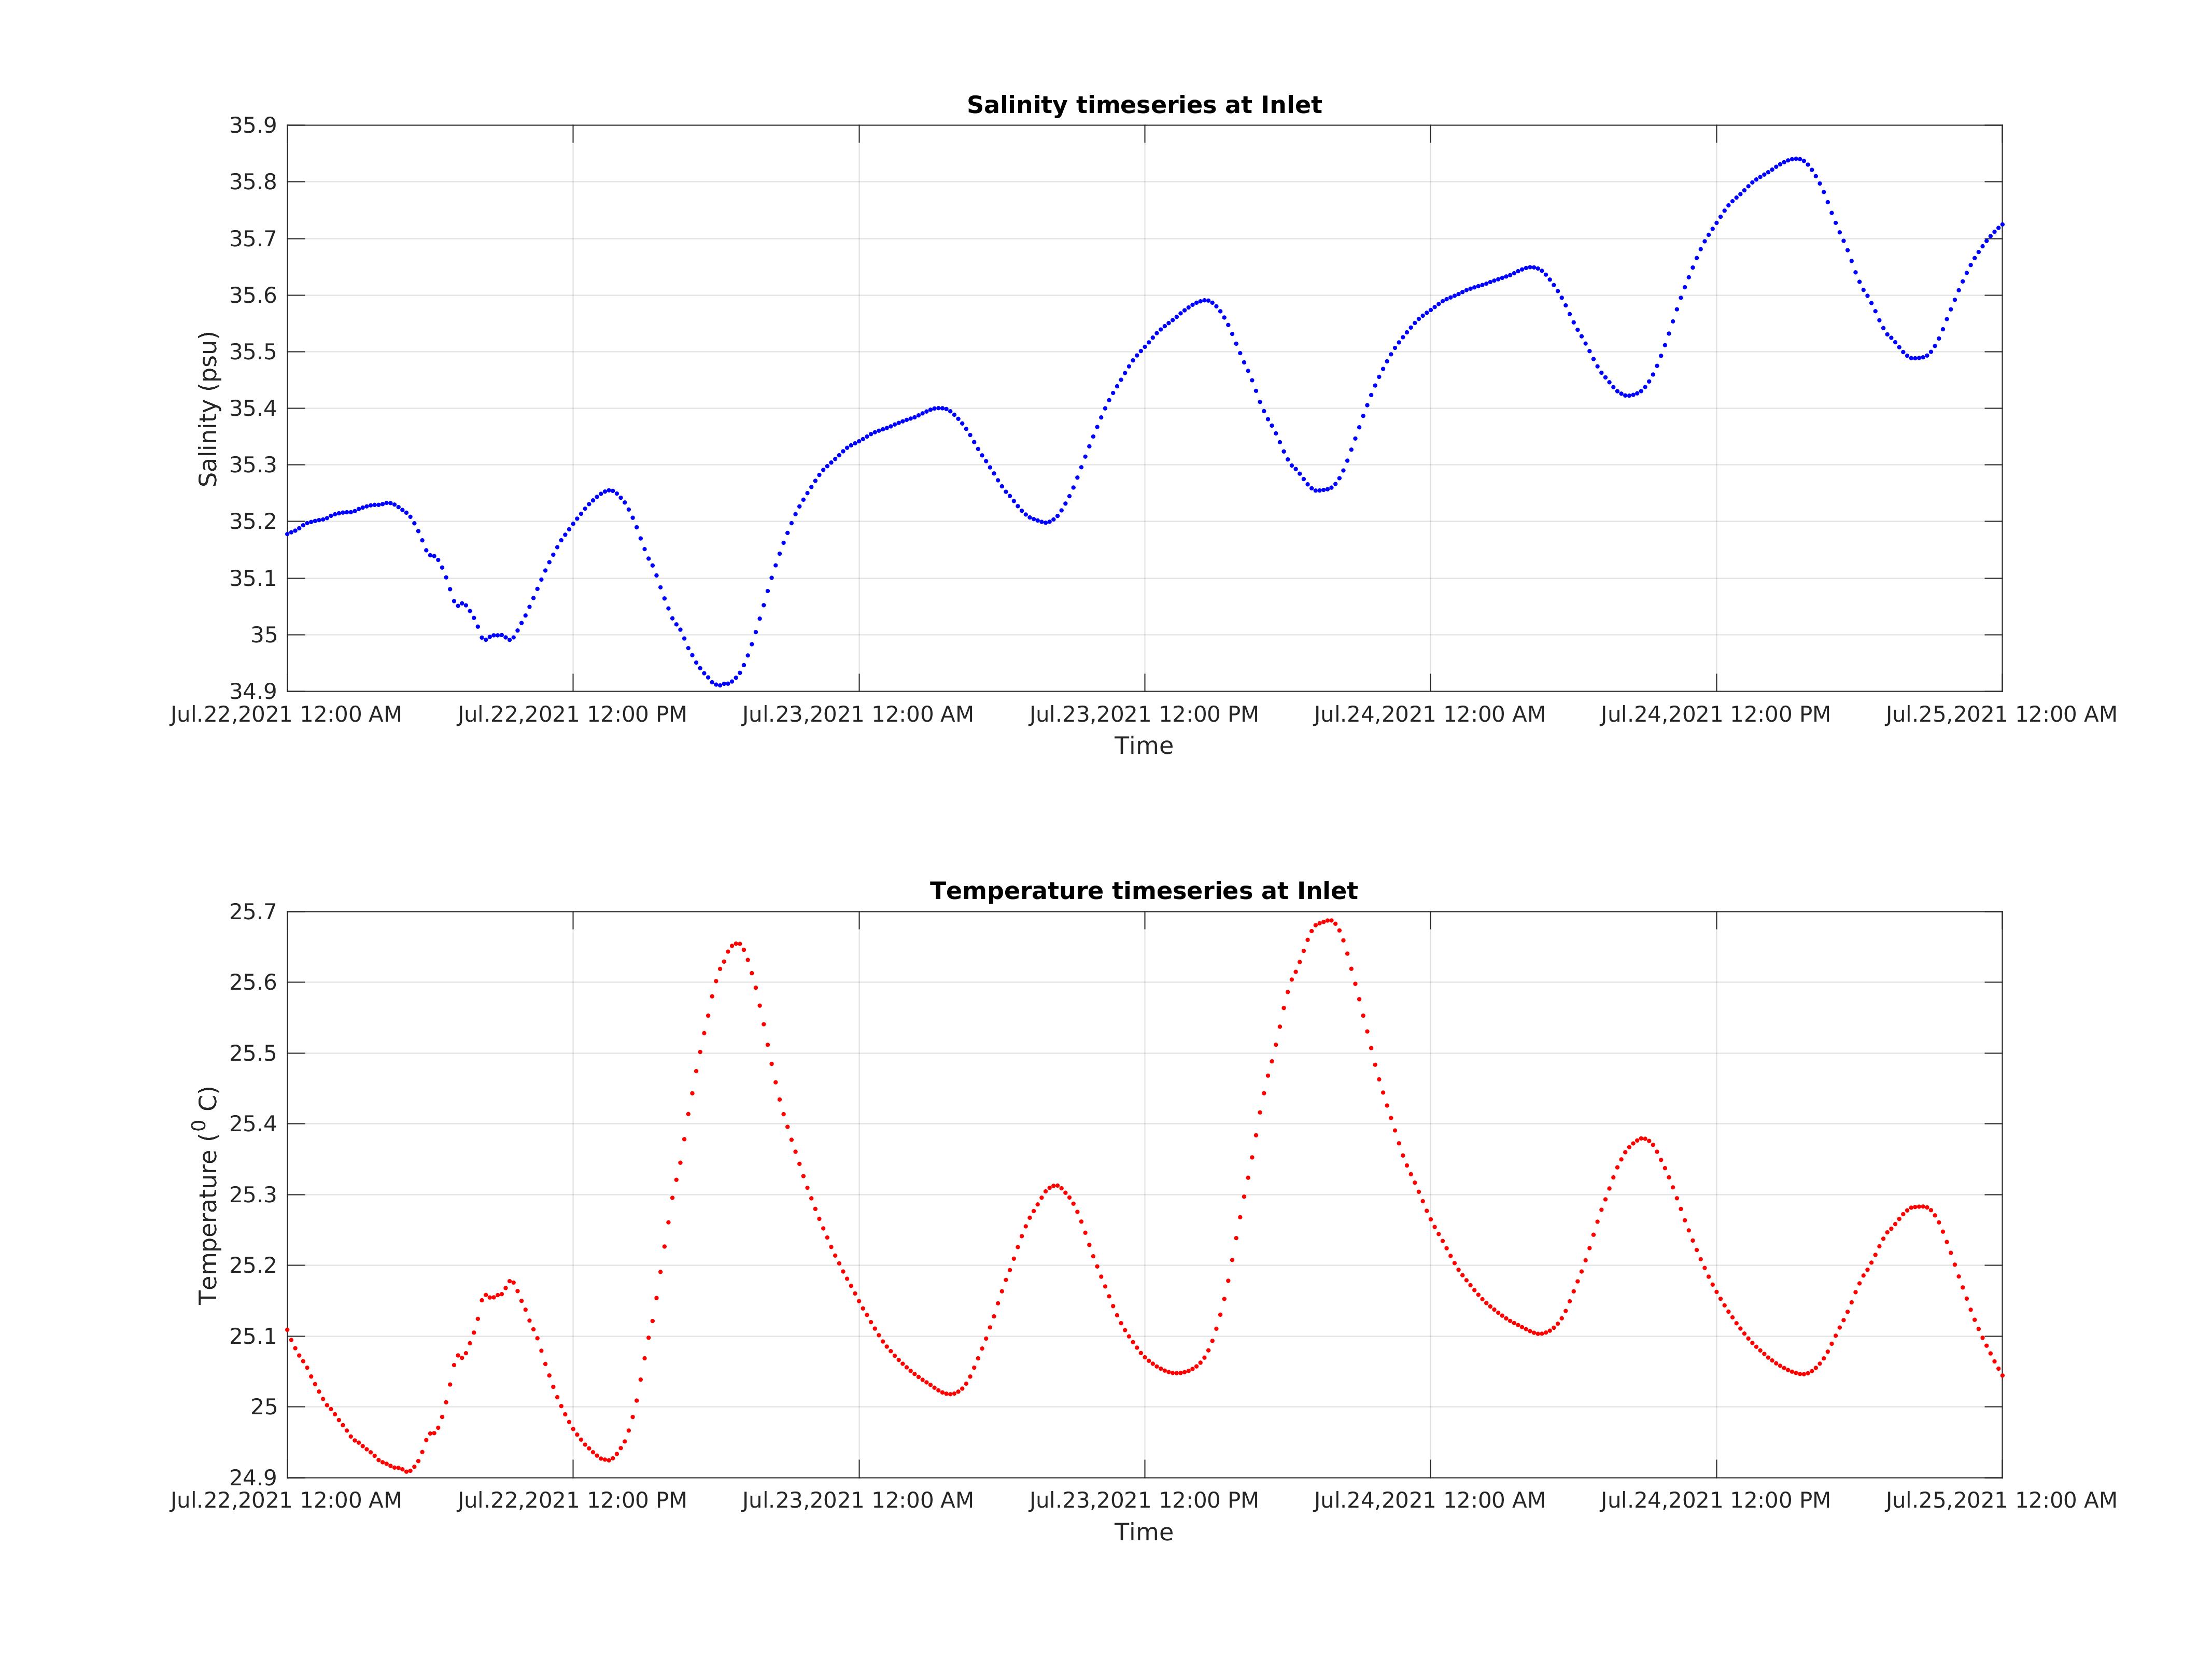 Salinity timeseries at Inlet
35.9
35.8
35.7
35.6
35.5
35.4
35.3
35.2
35.1
35
34.9
Salinity (psu)
Jul.22,2021 12:00 AM Jul.22,2021 12:00 PM Jul.23,2021 12:00 AM Jul.23,2021 12:00 PM Jul.24,2021 12:00 AM Jul.24,2021 12:00 PM Jul.25,2021 12:00 AM
Time
Temperature timeseries at Inlet
25.7
25.6
25.5
25.4
25.3
25.2
25.1
25
24.9
Temperature (⁰ C)
Jul.22,2021 12:00 AM Jul.22,2021 12:00 PM Jul.23,2021 12:00 AM Jul.23,2021 12:00 PM Jul.24,2021 12:00 AM Jul.24,2021 12:00 PM Jul.25,2021 12:00 AM
Time